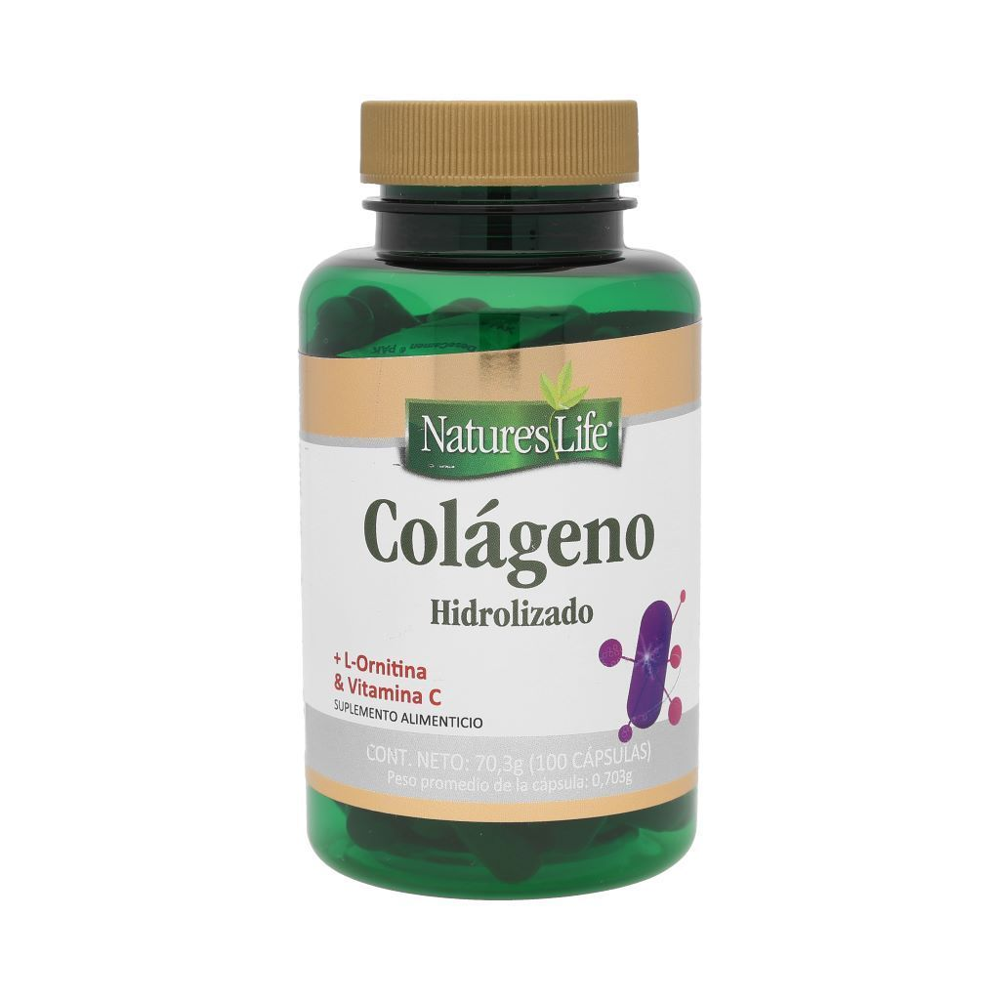 Nature's Life®
Colágeno
Hidrolizado
+ L-Ornitina
& Vitamina C
SUPLEMENTO ALIMENTICIO
CONT. NETO: 70,3g (100 CÁPSULAS)
Peso promedio de la cápsula: 0,703g